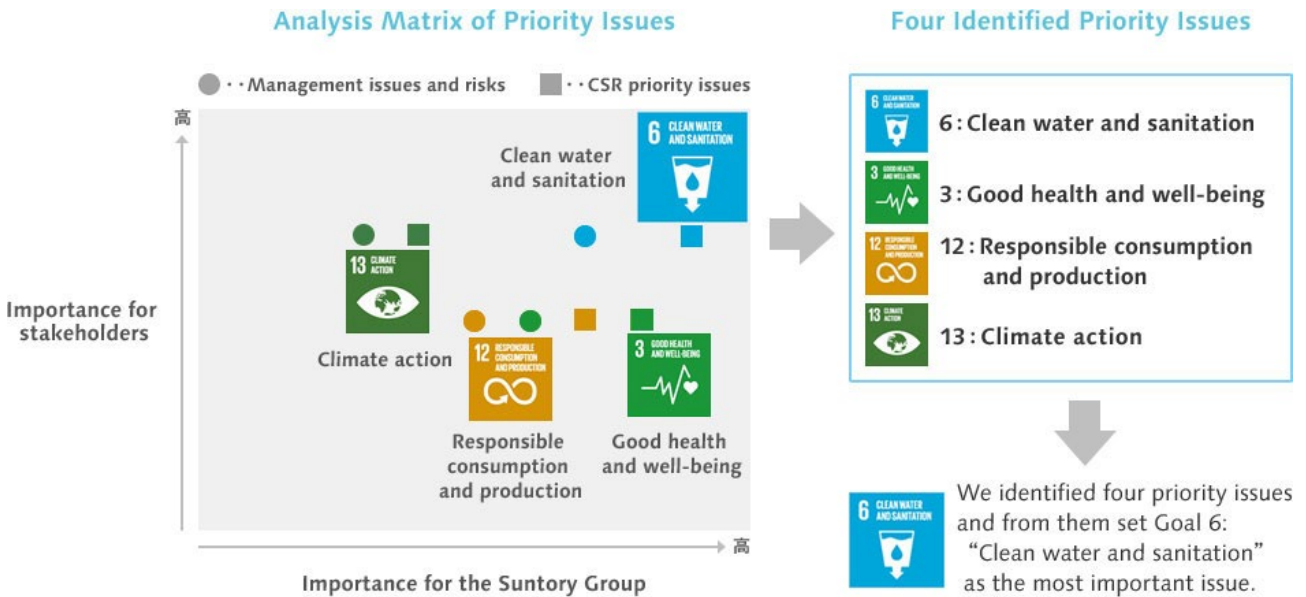 Analysis Matrix of Priority Issues
Four Identified Priority Issues
・・Management issues and risks
・・CSR priority issues
高
Importance for
stakeholders
Clean water
and sanitation
6 CLEAN WATER
AND SANITATION
13 CLIMATE
ACTION
Climate action
12 RESPONSIBLE
CONSUMPTION
AND PRODUCTION
Responsible
consumption
and production
3 GOOD HEALTH
AND WELL-BEING
Good health
and well-being
高
Importance for the Suntory Group
6 CLEAN WATER
AND SANITATION
6:Clean water and sanitation
3 GOOD HEALTH
AND WELL-BEING
3:Good health and well-being
12 RESPONSIBLE
CONSUMPTION
AND PRODUCTION
12:Responsible consumption
and production
13 CLIMATE
ACTION
13:Climate action
6 CLEAN WATER
AND SANITATION
We identified four priority issues
and from them set Goal 6:
“Clean water and sanitation”
as the most important issue.